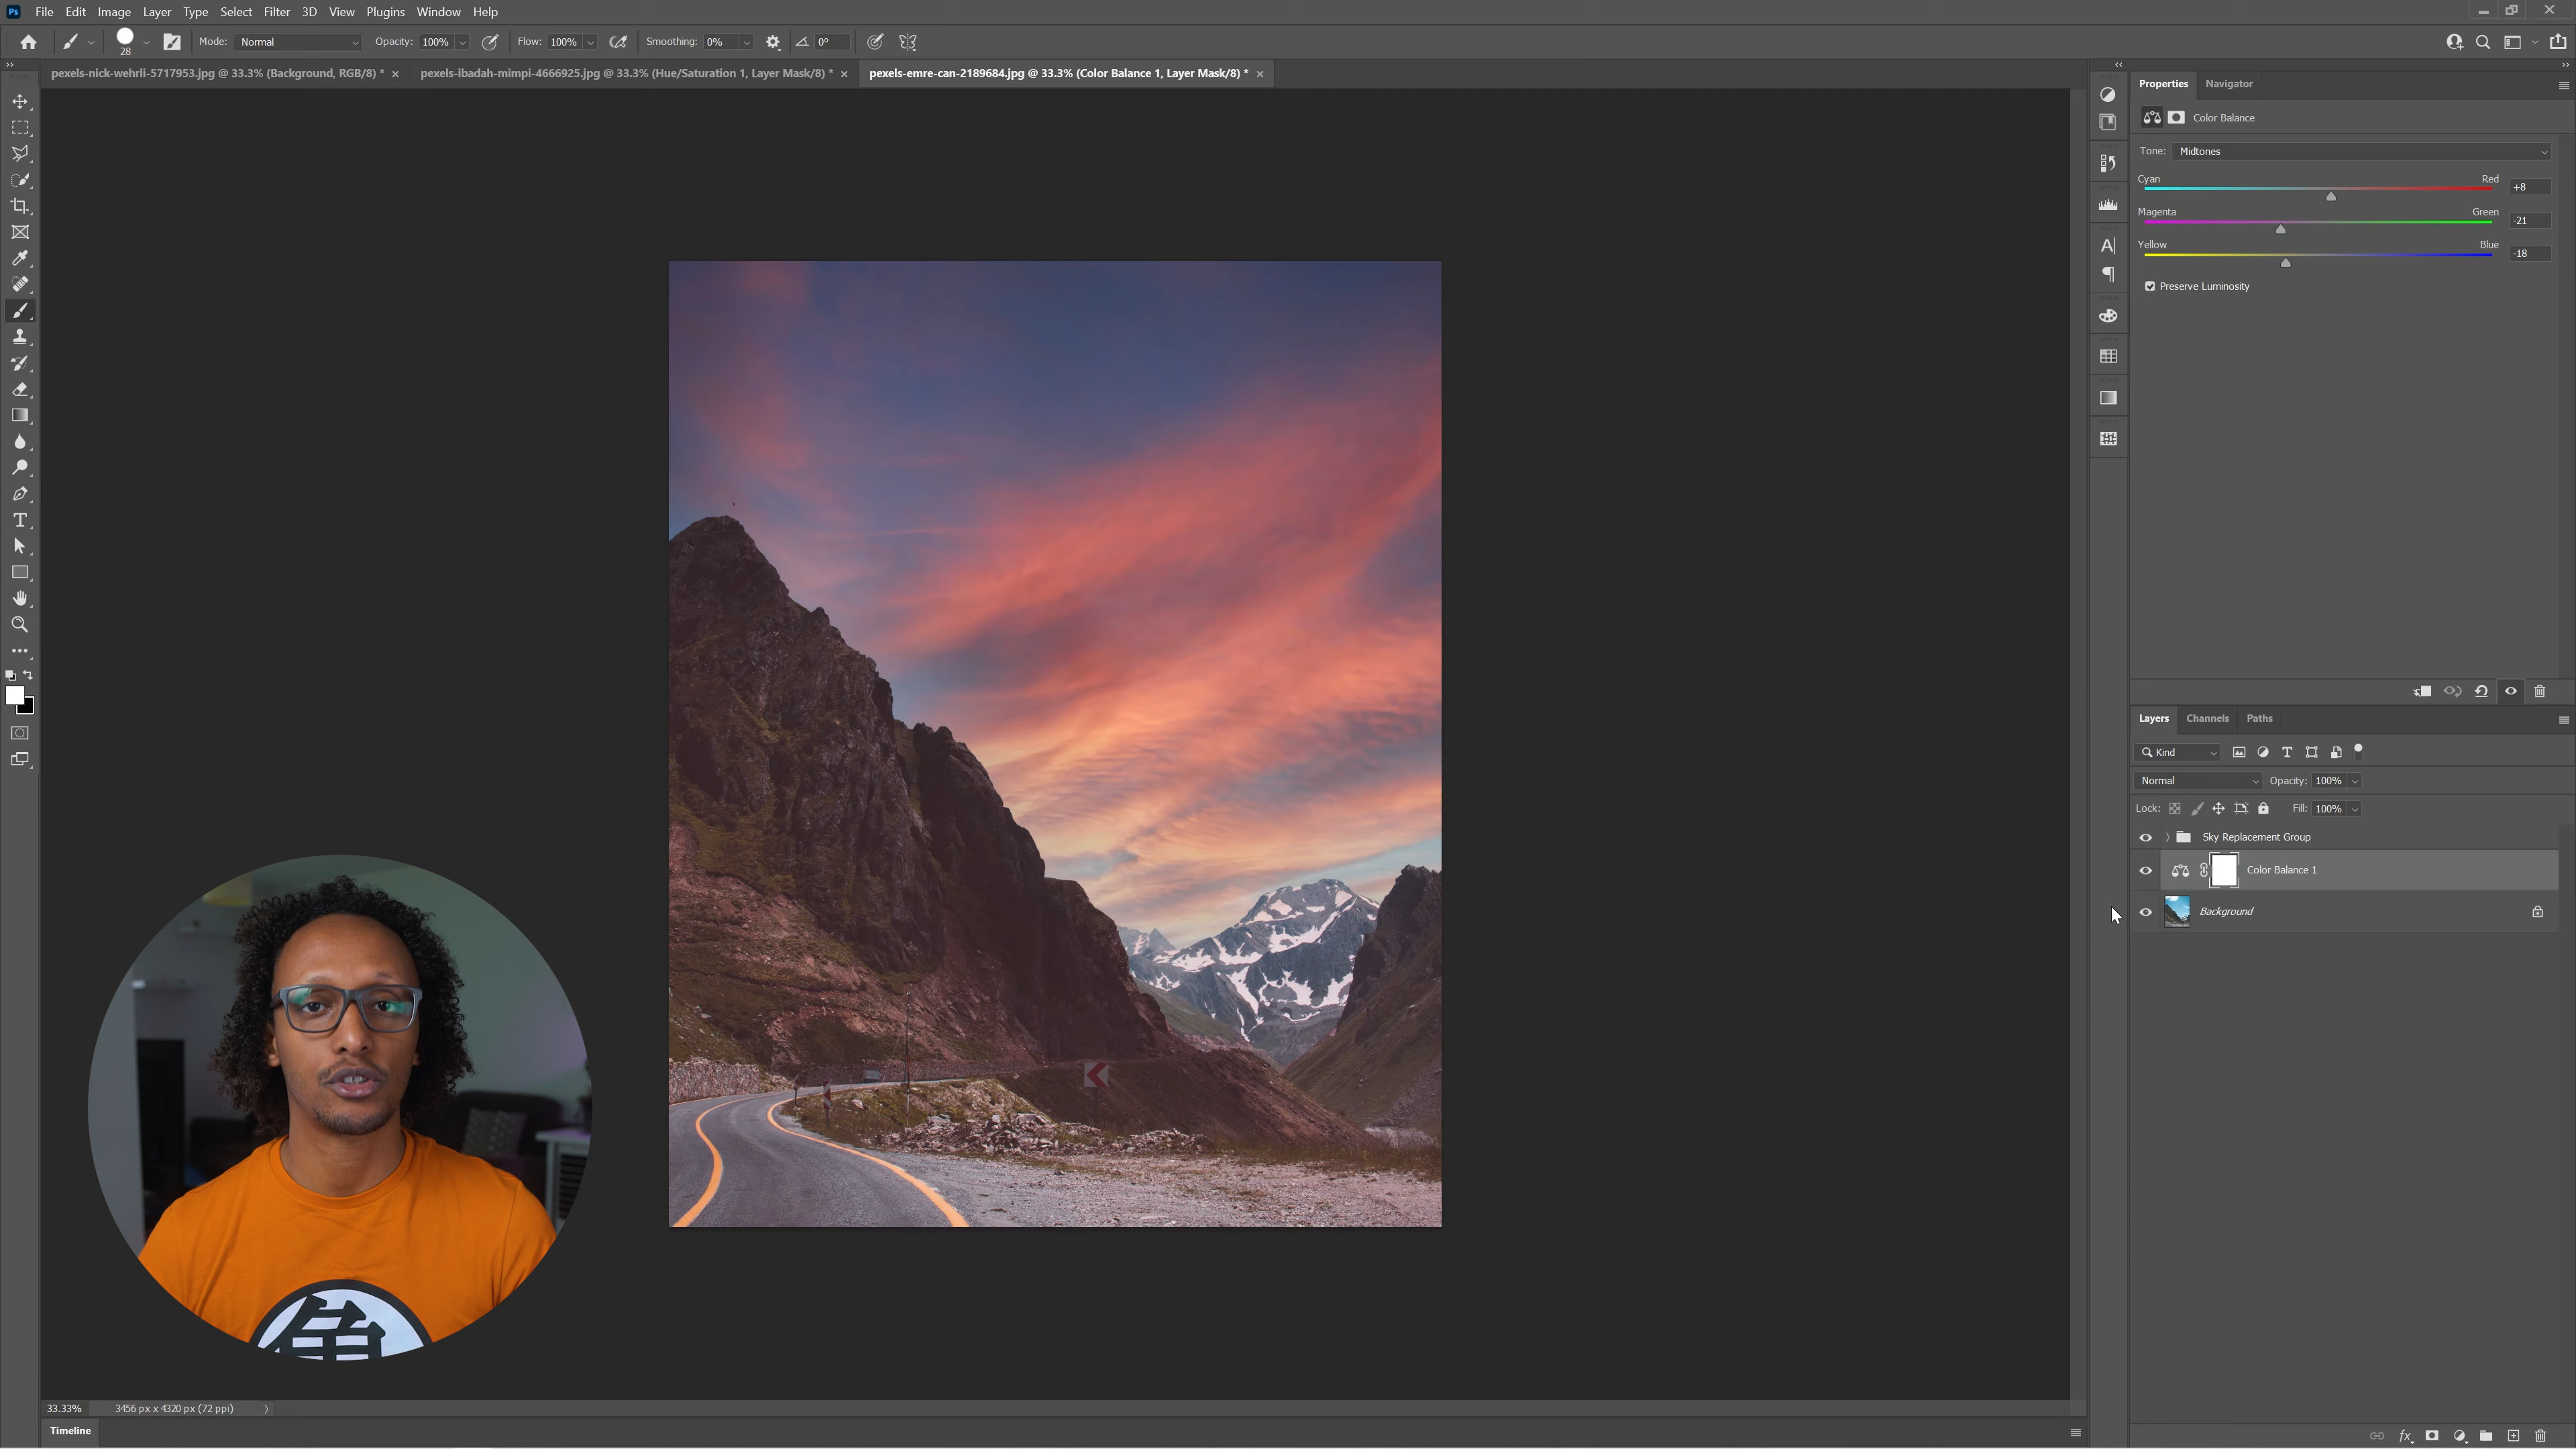 Ps File Edit Image Layer Type Select Filter 3D View Plugins Window Help
28 Mode: Normal Opacity: 100% Flow: 100% Smoothing: 0% 0°
pexels-nick-wehrli-5717953.jpg @ 33.3% (Background, RGB/8) * × pexels-ibadah-mimpi-4666925.jpg @ 33.3% (Hue/Saturation 1, Layer Mask/8) * × pexels-emre-can-2189684.jpg @ 33.3% (Color Balance 1, Layer Mask/8) * ×
Properties Navigator
Color Balance
Tone: Midtones
Cyan Red +8
Magenta Green -21
Yellow Blue -18
Preserve Luminosity
Layers Channels Paths
Kind
Normal Opacity: 100%
Lock: Fill: 100%
Sky Replacement Group
Color Balance 1
Background
亀
33.33% 3456 px x 4320 px (72 ppi)
Timeline
fx